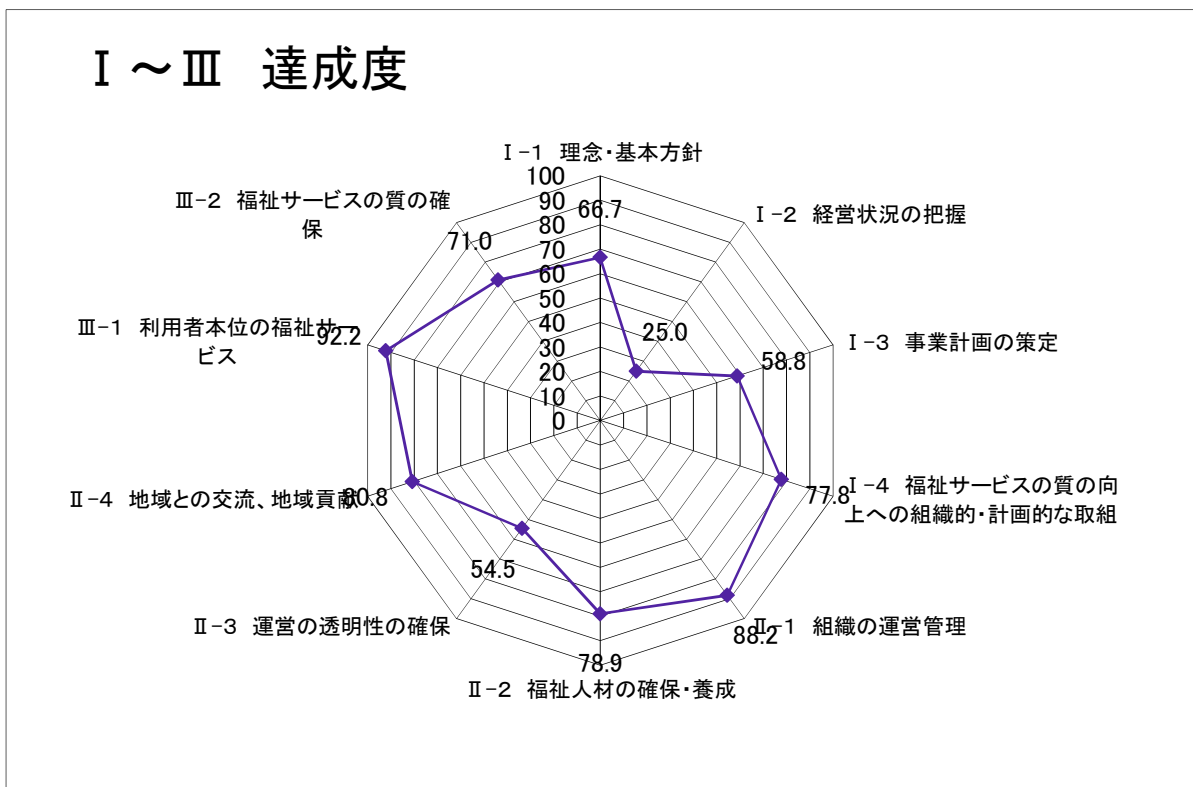 Ⅰ～Ⅲ 達成度
Ⅰ-1 理念・基本方針
100
90
80
70
60
50
40
30
20
10
0
66.7
Ⅰ-2 経営状況の把握
25.0
Ⅰ-3 事業計画の策定
58.8
Ⅰ-4 福祉サービスの質の向
上への組織的・計画的な取組
77.8
Ⅱ-1 組織の運営管理
88.2
78.9
Ⅱ-2 福祉人材の確保・養成
Ⅱ-3 運営の透明性の確保
54.5
Ⅱ-4 地域との交流、地域貢献
80.8
Ⅲ-1 利用者本位の福祉サー
ビス
92.2
Ⅲ-2 福祉サービスの質の確
保
71.0